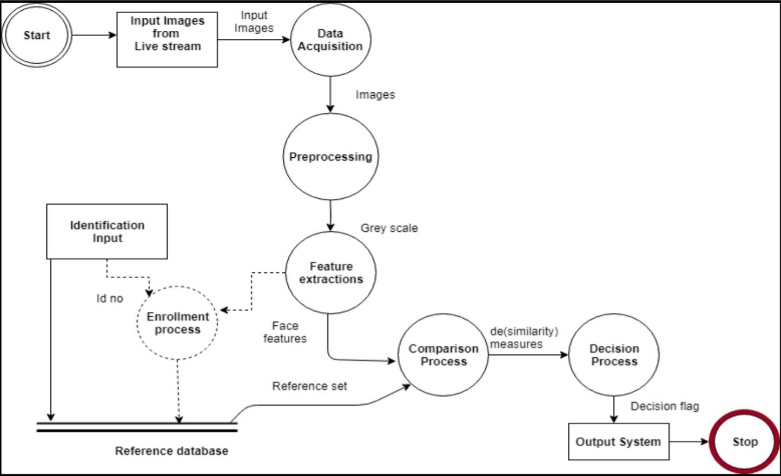 Start
Input Images
from
Live stream
Input
Images
Data
Acquisition
Images
Preprocessing
Grey scale
Identification
Input
Feature
extractions
Id no
Enrollment
process
Face
features
Comparison
Process
de(similarity)
measures
Decision
Process
Reference set
Decision flag
Reference database
Output System
Stop